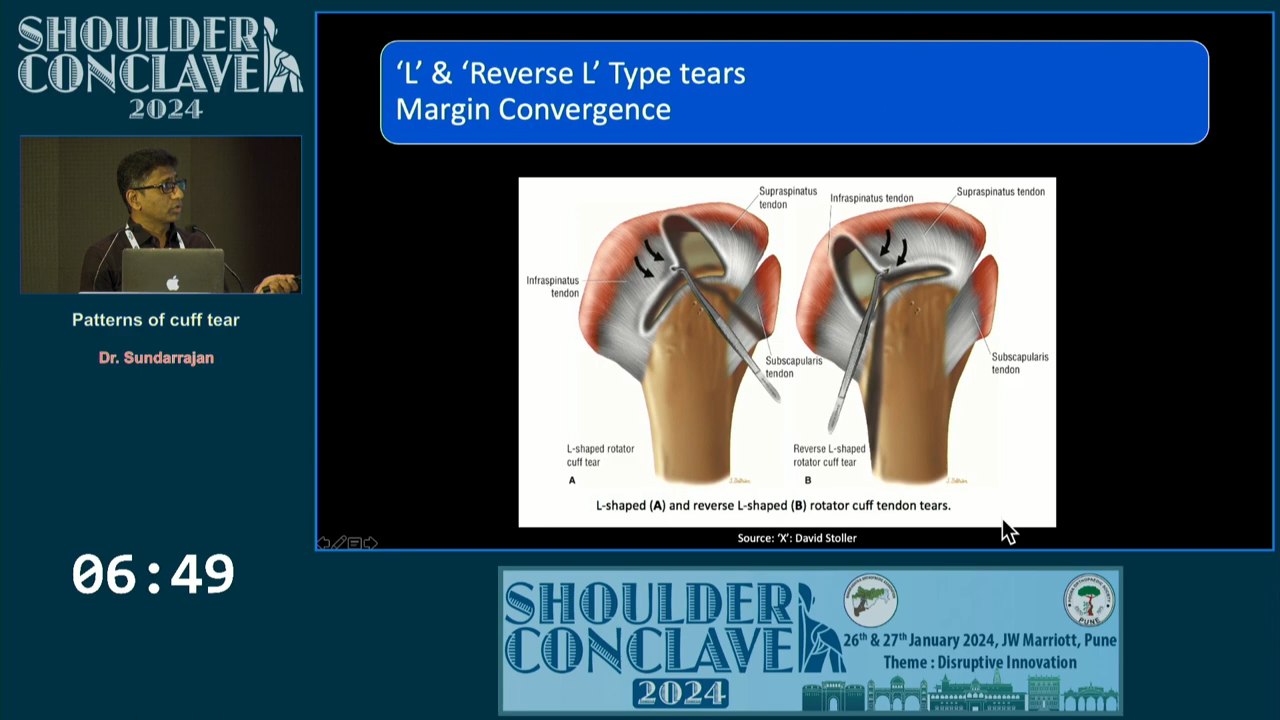 SHOULDER
CONCLAVE
2024
Patterns of cuff tear
Dr. Sundarrajan
06:49
‘L’ & ‘Reverse L’ Type tears
Margin Convergence
Supraspinatus
tendon
Infraspinatus
tendon
Subscapularis
tendon
L-shaped rotator
cuff tear
A
Infraspinatus tendon
Supraspinatus tendon
Subscapularis
tendon
Reverse L-shaped
rotator cuff tear
B
L-shaped (A) and reverse L-shaped (B) rotator cuff tendon tears.
Source: ‘X’: David Stoller
SHOULDER
CONCLAVE
2024
26th & 27th January 2024, JW Marriott, Pune
Theme : Disruptive Innovation
PUNE